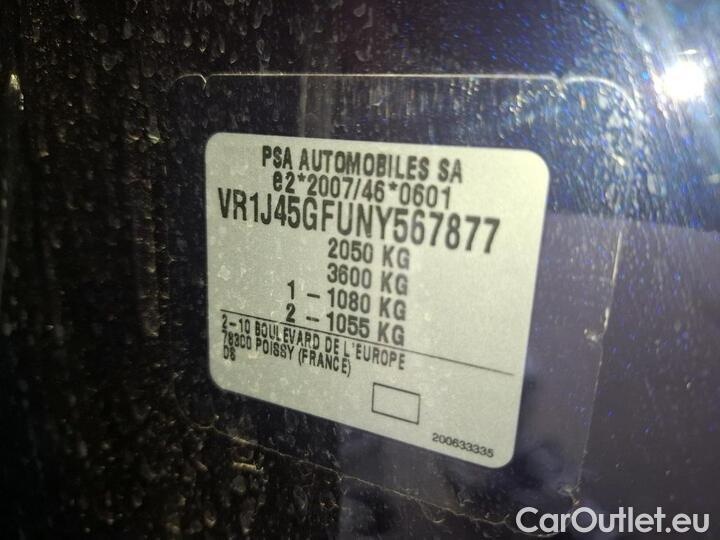 PSA AUTOMOBILES SA
e2*2007/46*0601
VR1J45GFUNY567877
2050 KG
3600 KG
1 - 1080 KG
2 - 1055 KG
2-10 BOULEVARD DE L'EUROPE
78300 POISSY (FRANCE)
DS
200633335
CarOutlet.eu